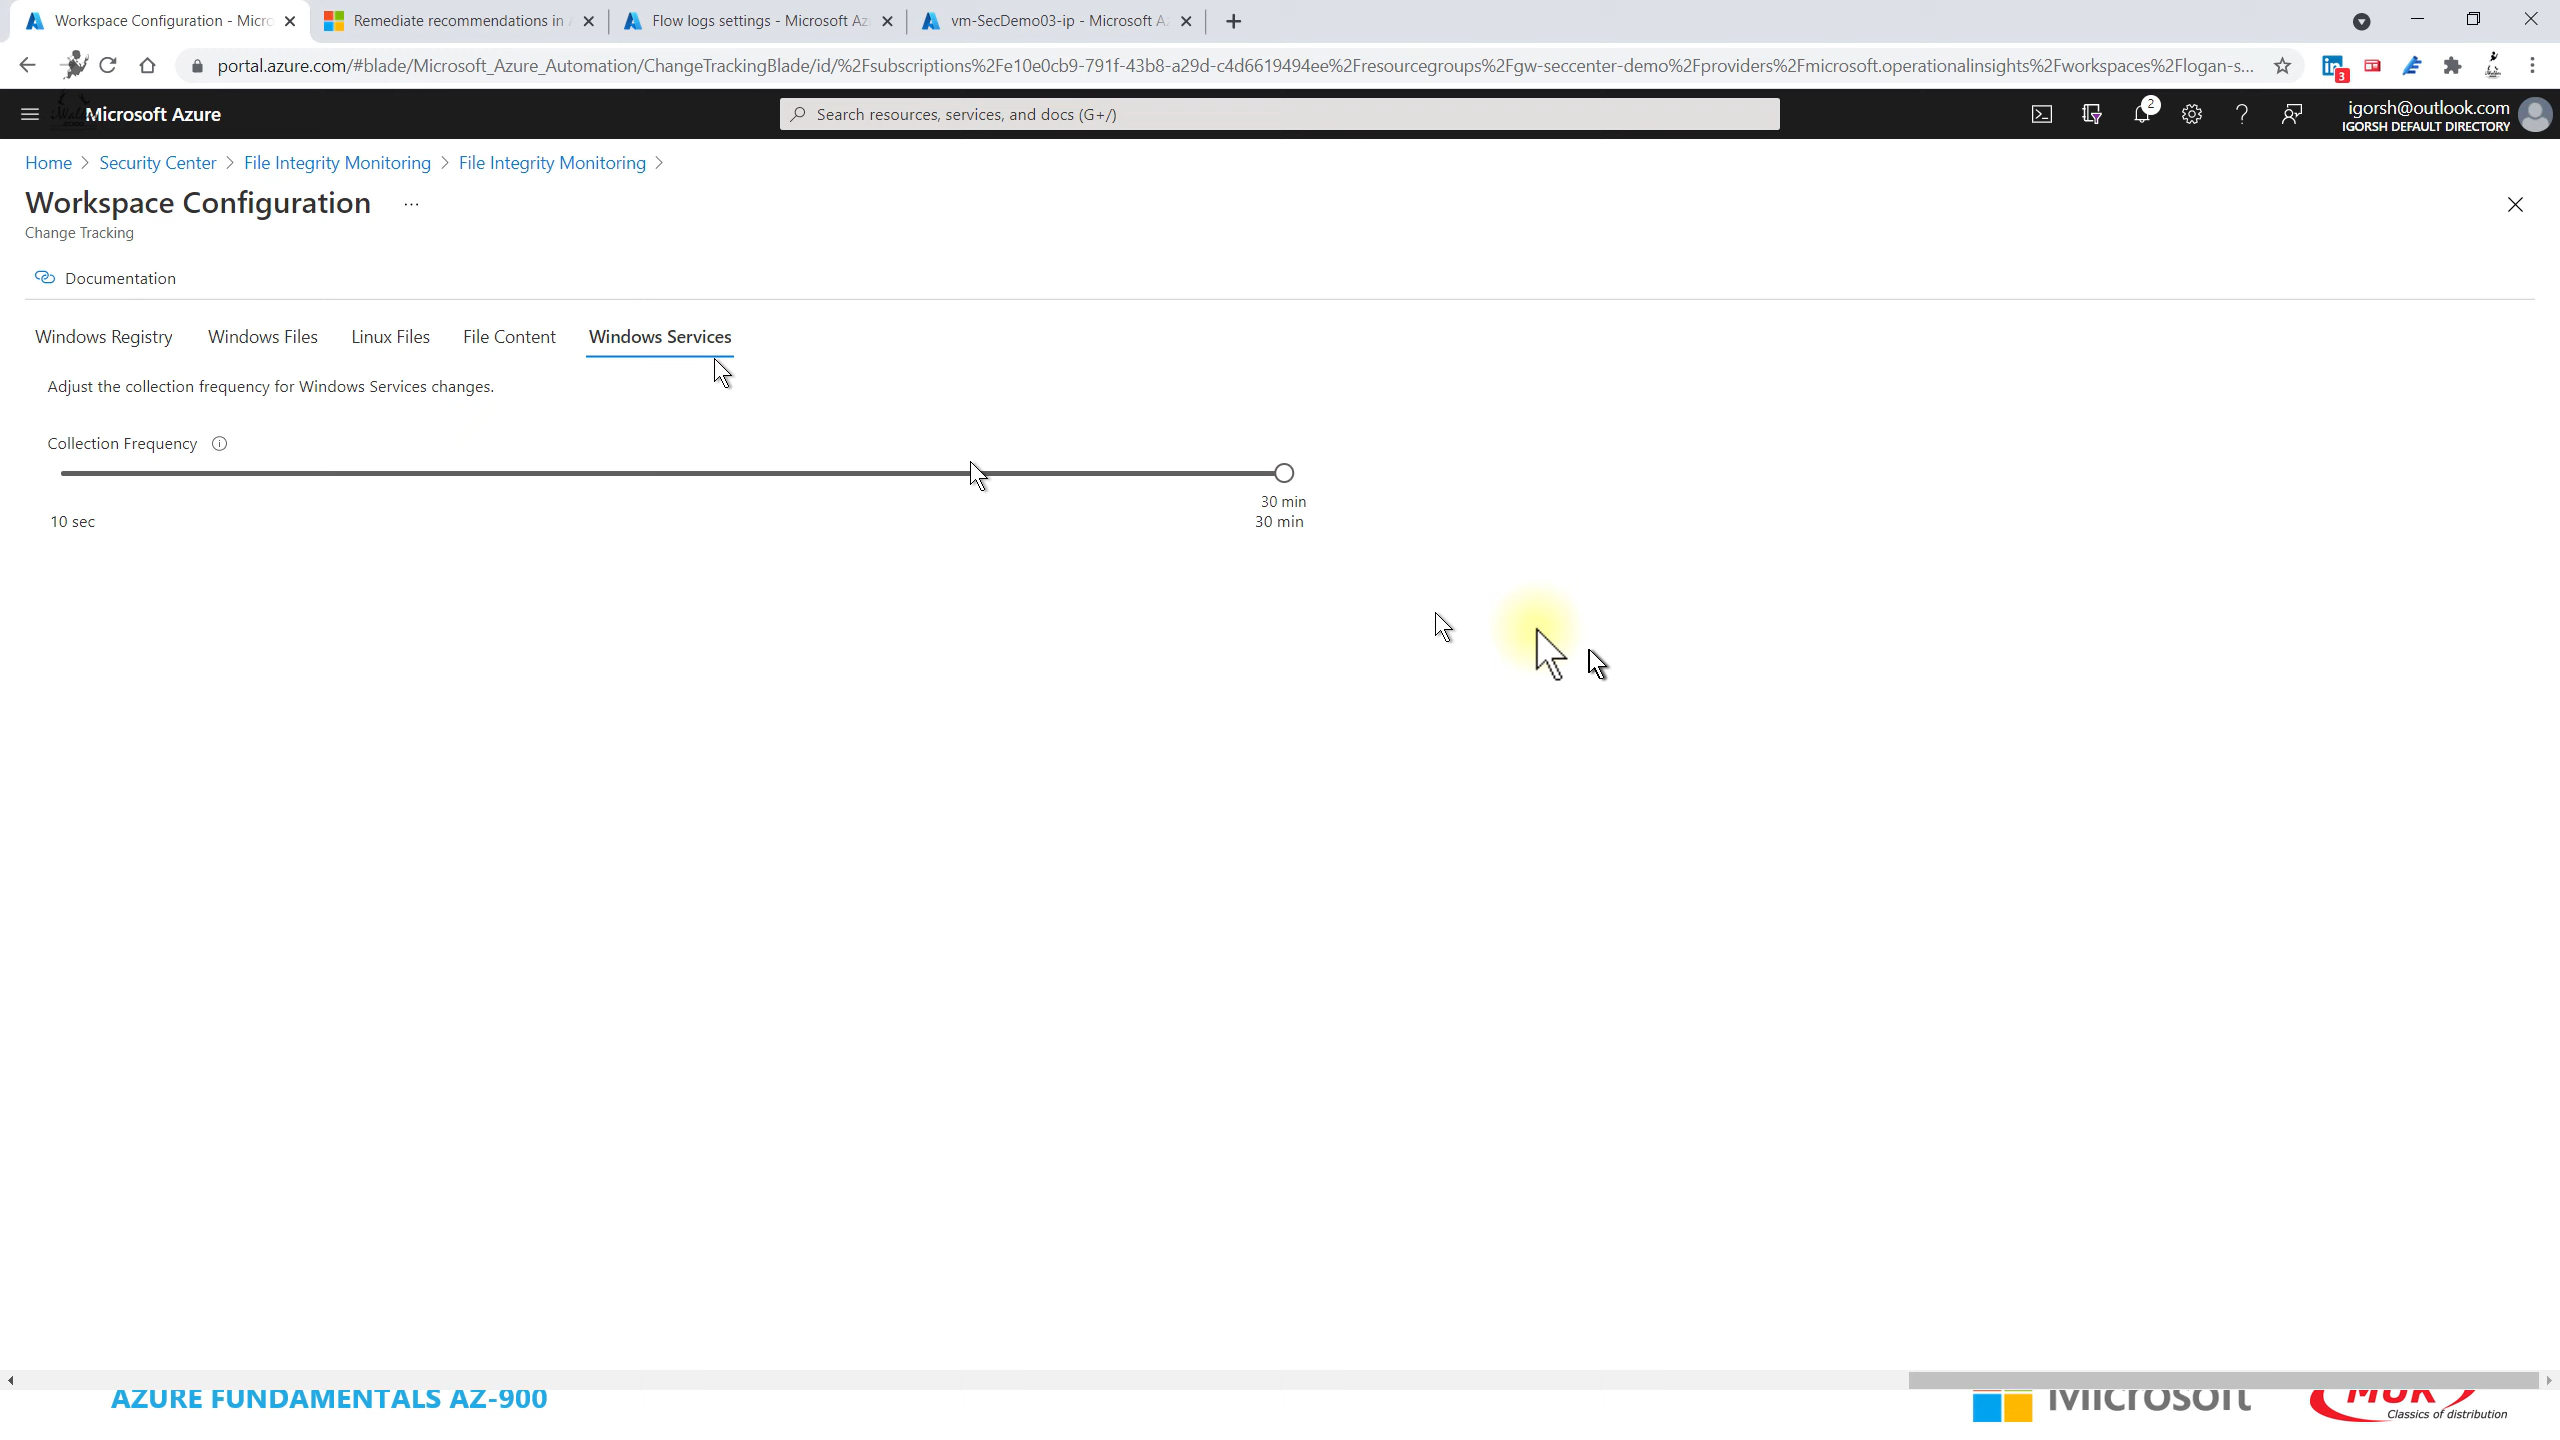 Workspace Configuration - Micro
Remediate recommendations in A
Flow logs settings - Microsoft Az
vm-SecDemo03-ip - Microsoft A
portal.azure.com/#blade/Microsoft_Azure_Automation/ChangeTrackingBlade/id/%2Fsubscriptions%2Fe10e0cb9-791f-43b8-a29d-c4d6619494ee%2Fresourcegroups%2Fgw-seccenter-demo%2Fproviders%2Fmicrosoft.operationalinsights%2Fworkspaces%2Flogan-s...
3
Microsoft Azure
Search resources, services, and docs (G+/)
2
igorsh@outlook.com
IGORSH DEFAULT DIRECTORY
Home > Security Center > File Integrity Monitoring > File Integrity Monitoring >
Workspace Configuration ...
Change Tracking
Documentation
Windows Registry Windows Files Linux Files File Content Windows Services
Adjust the collection frequency for Windows Services changes.
Collection Frequency
30 min
10 sec 30 min
AZURE FUNDAMENTALS AZ-900
Microsoft
MUK
Classics of distribution